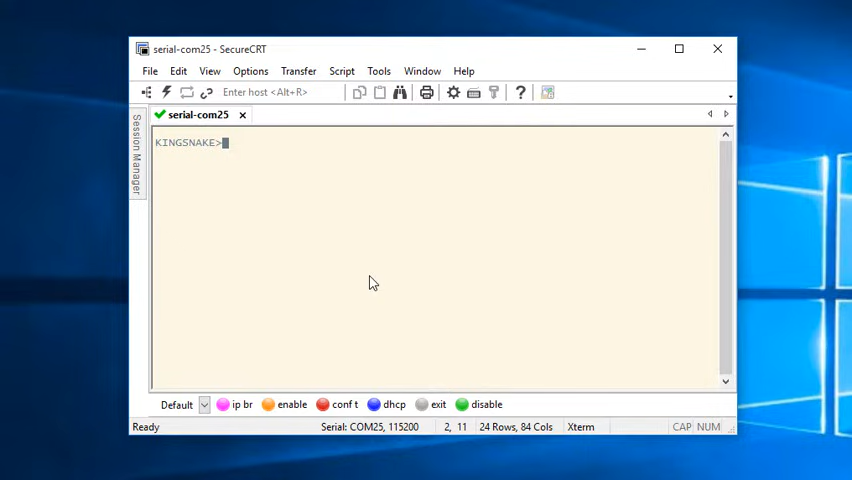 serial-com25 - SecureCRT
File Edit View Options Transfer Script Tools Window Help
Enter host <Alt+R>
serial-com25
Session Manager
KINGSNAKE>
Default ip br enable conf t dhcp exit disable
Ready Serial: COM25, 115200 2, 11 24 Rows, 84 Cols Xterm CAP NUM